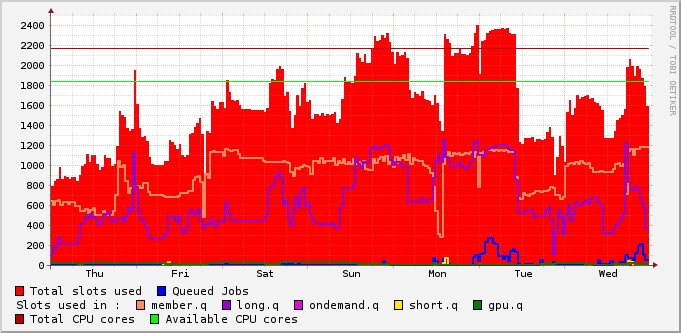 2400
2200
2000
1800
1600
1400
1200
1000
800
600
400
200
0
Thu Fri Sat Sun Mon Tue Wed
Total slots used Queued Jobs
Slots used in : member.q long.q ondemand.q short.q gpu.q
Total CPU cores Available CPU cores
RRDTOOL / TOBI OETIKER